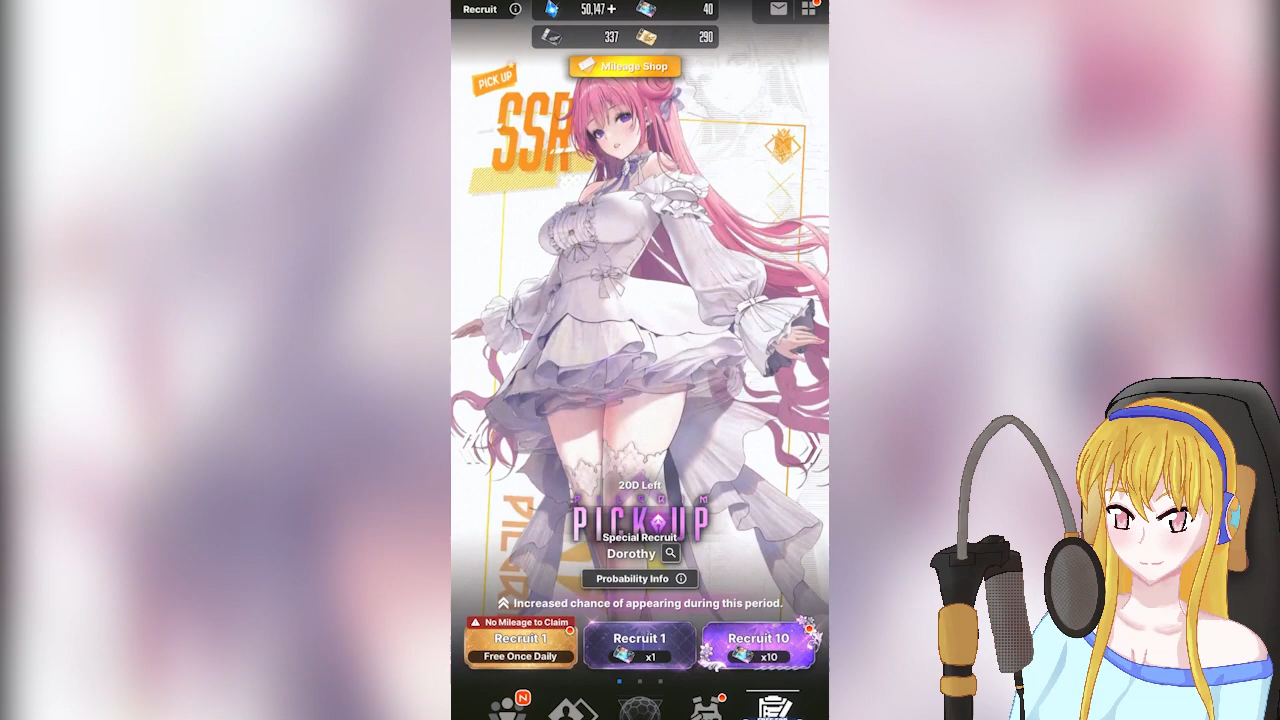 Recruit
50,147 +
40
337
290
Mileage Shop
PICK UP
SSR
20D Left
PILGRIM
PICK UP
Special Recruit
Dorothy
Probability Info
Increased chance of appearing during this period.
No Mileage to Claim
Recruit 1
Free Once Daily
Recruit 1
x1
Recruit 10
x10
N